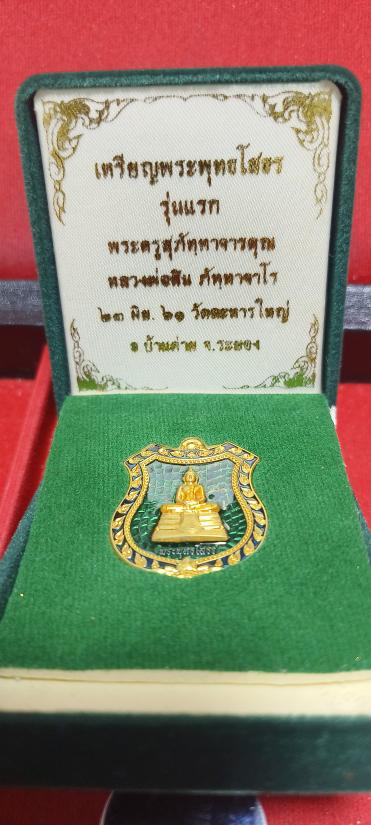 เหรียญพระพุทธโสธร
รุ่นแรก
พระครูสุภัททาจารคุณ
หลวงพ่อสิน ภัททาจาโร
๒๓ มิย. ๖๑ วัดละหารใหญ่
อ.บ้านค่าย จ.ระยอง
พระพุทธโสธร